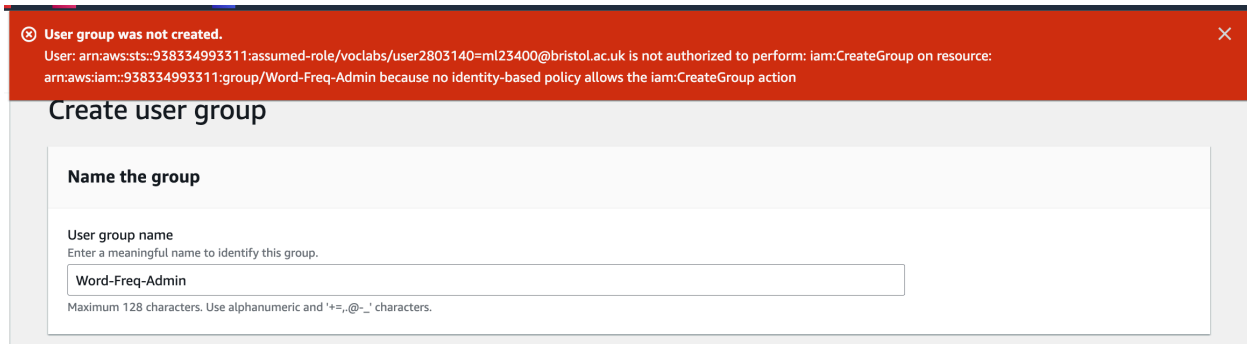 User group was not created.
User: arn:aws:sts::938334993311:assumed-role/voclabs/user2803140=ml23400@bristol.ac.uk is not authorized to perform: iam:CreateGroup on resource:
arn:aws:iam::938334993311:group/Word-Freq-Admin because no identity-based policy allows the iam:CreateGroup action
Create user group
Name the group
User group name
Enter a meaningful name to identify this group.
Word-Freq-Admin
Maximum 128 characters. Use alphanumeric and '+=,.@-_' characters.